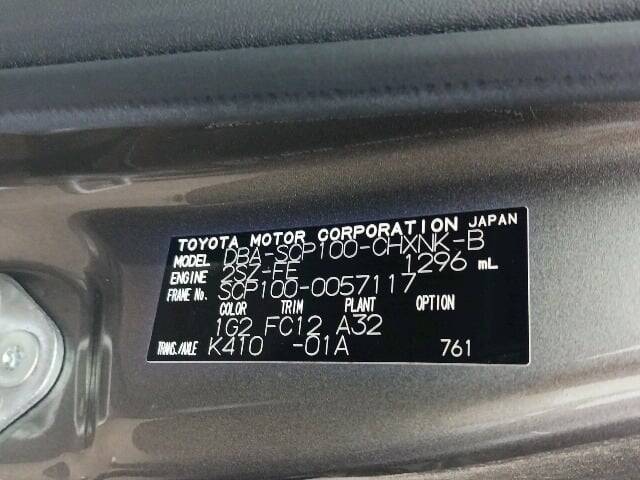 TOYOTA MOTOR CORPORATION JAPAN
MODEL DBA-SCP100-CHXNK-B
ENGINE 2SZ-FE 1296 mL
FRAME No. SCP100-0057117
COLOR TRIM PLANT OPTION
1G2 FC12 A32
TRANS./AXLE K410 -01A 761